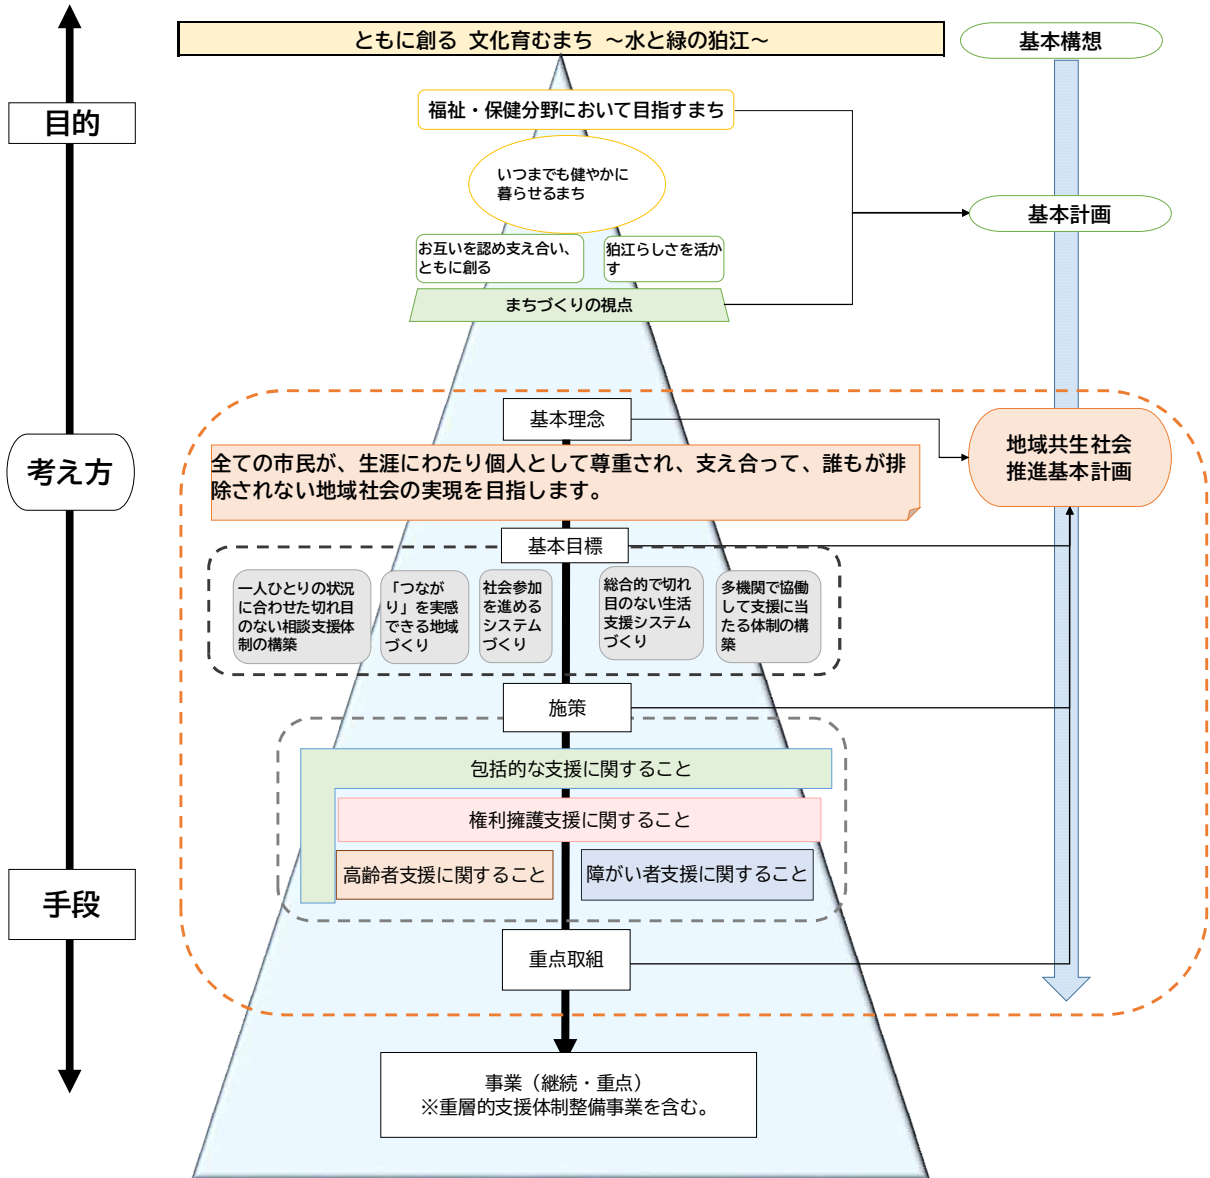 ともに創る 文化育むまち ～水と緑の狛江～
基本構想
目的
福祉・保健分野において目指すまち
いつまでも健やかに
暮らせるまち
基本計画
お互いを認め支え合い、
ともに創る
狛江らしさを活か
す
まちづくりの視点
考え方
基本理念
地域共生社会
推進基本計画
全ての市民が、生涯にわたり個人として尊重され、支え合って、誰もが排
除されない地域社会の実現を目指します。
基本目標
一人ひとりの状況
に合わせた切れ目
のない相談支援体
制の構築
「つなが
り」を実感
できる地域
づくり
社会参加
を進める
システム
づくり
総合的で切れ
目のない生活
支援システム
づくり
多機関で協働
して支援に当
たる体制の構
築
施策
包括的な支援に関すること
権利擁護支援に関すること
高齢者支援に関すること
障がい者支援に関すること
手段
重点取組
事業（継続・重点）
※重層的支援体制整備事業を含む。